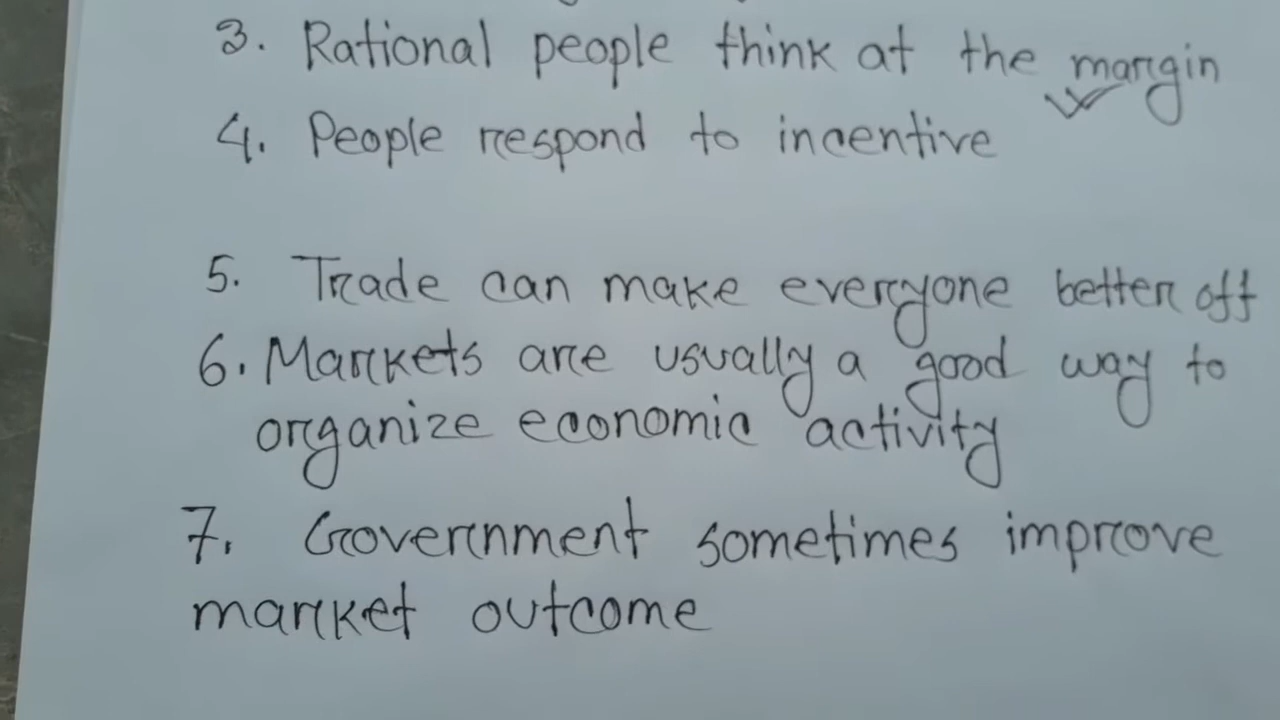 3. Rational people think at the margin
4. People respond to incentive
5. Trade can make everyone better off
6. Markets are usually a good way to
organize economic activity
7. Government sometimes improve
market outcome